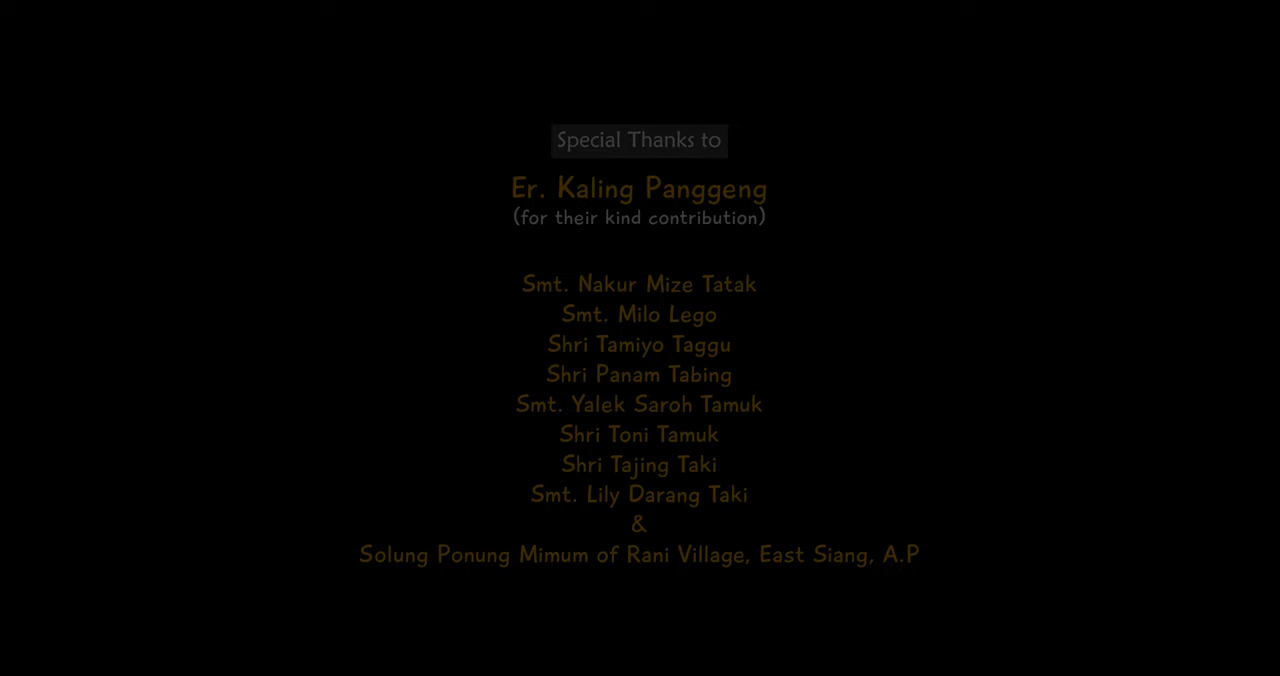 Special Thanks to
Er. Kaling Panggeng
(for their kind contribution)
Smt. Nakur Mize Tatak
Smt. Milo Lego
Shri Tamiyo Taggu
Shri Panam Tabing
Smt. Yalek Saroh Tamuk
Shri Toni Tamuk
Shri Tajing Taki
Smt. Lily Darang Taki
&
Solung Ponung Mimum of Rani Village, East Siang, A.P